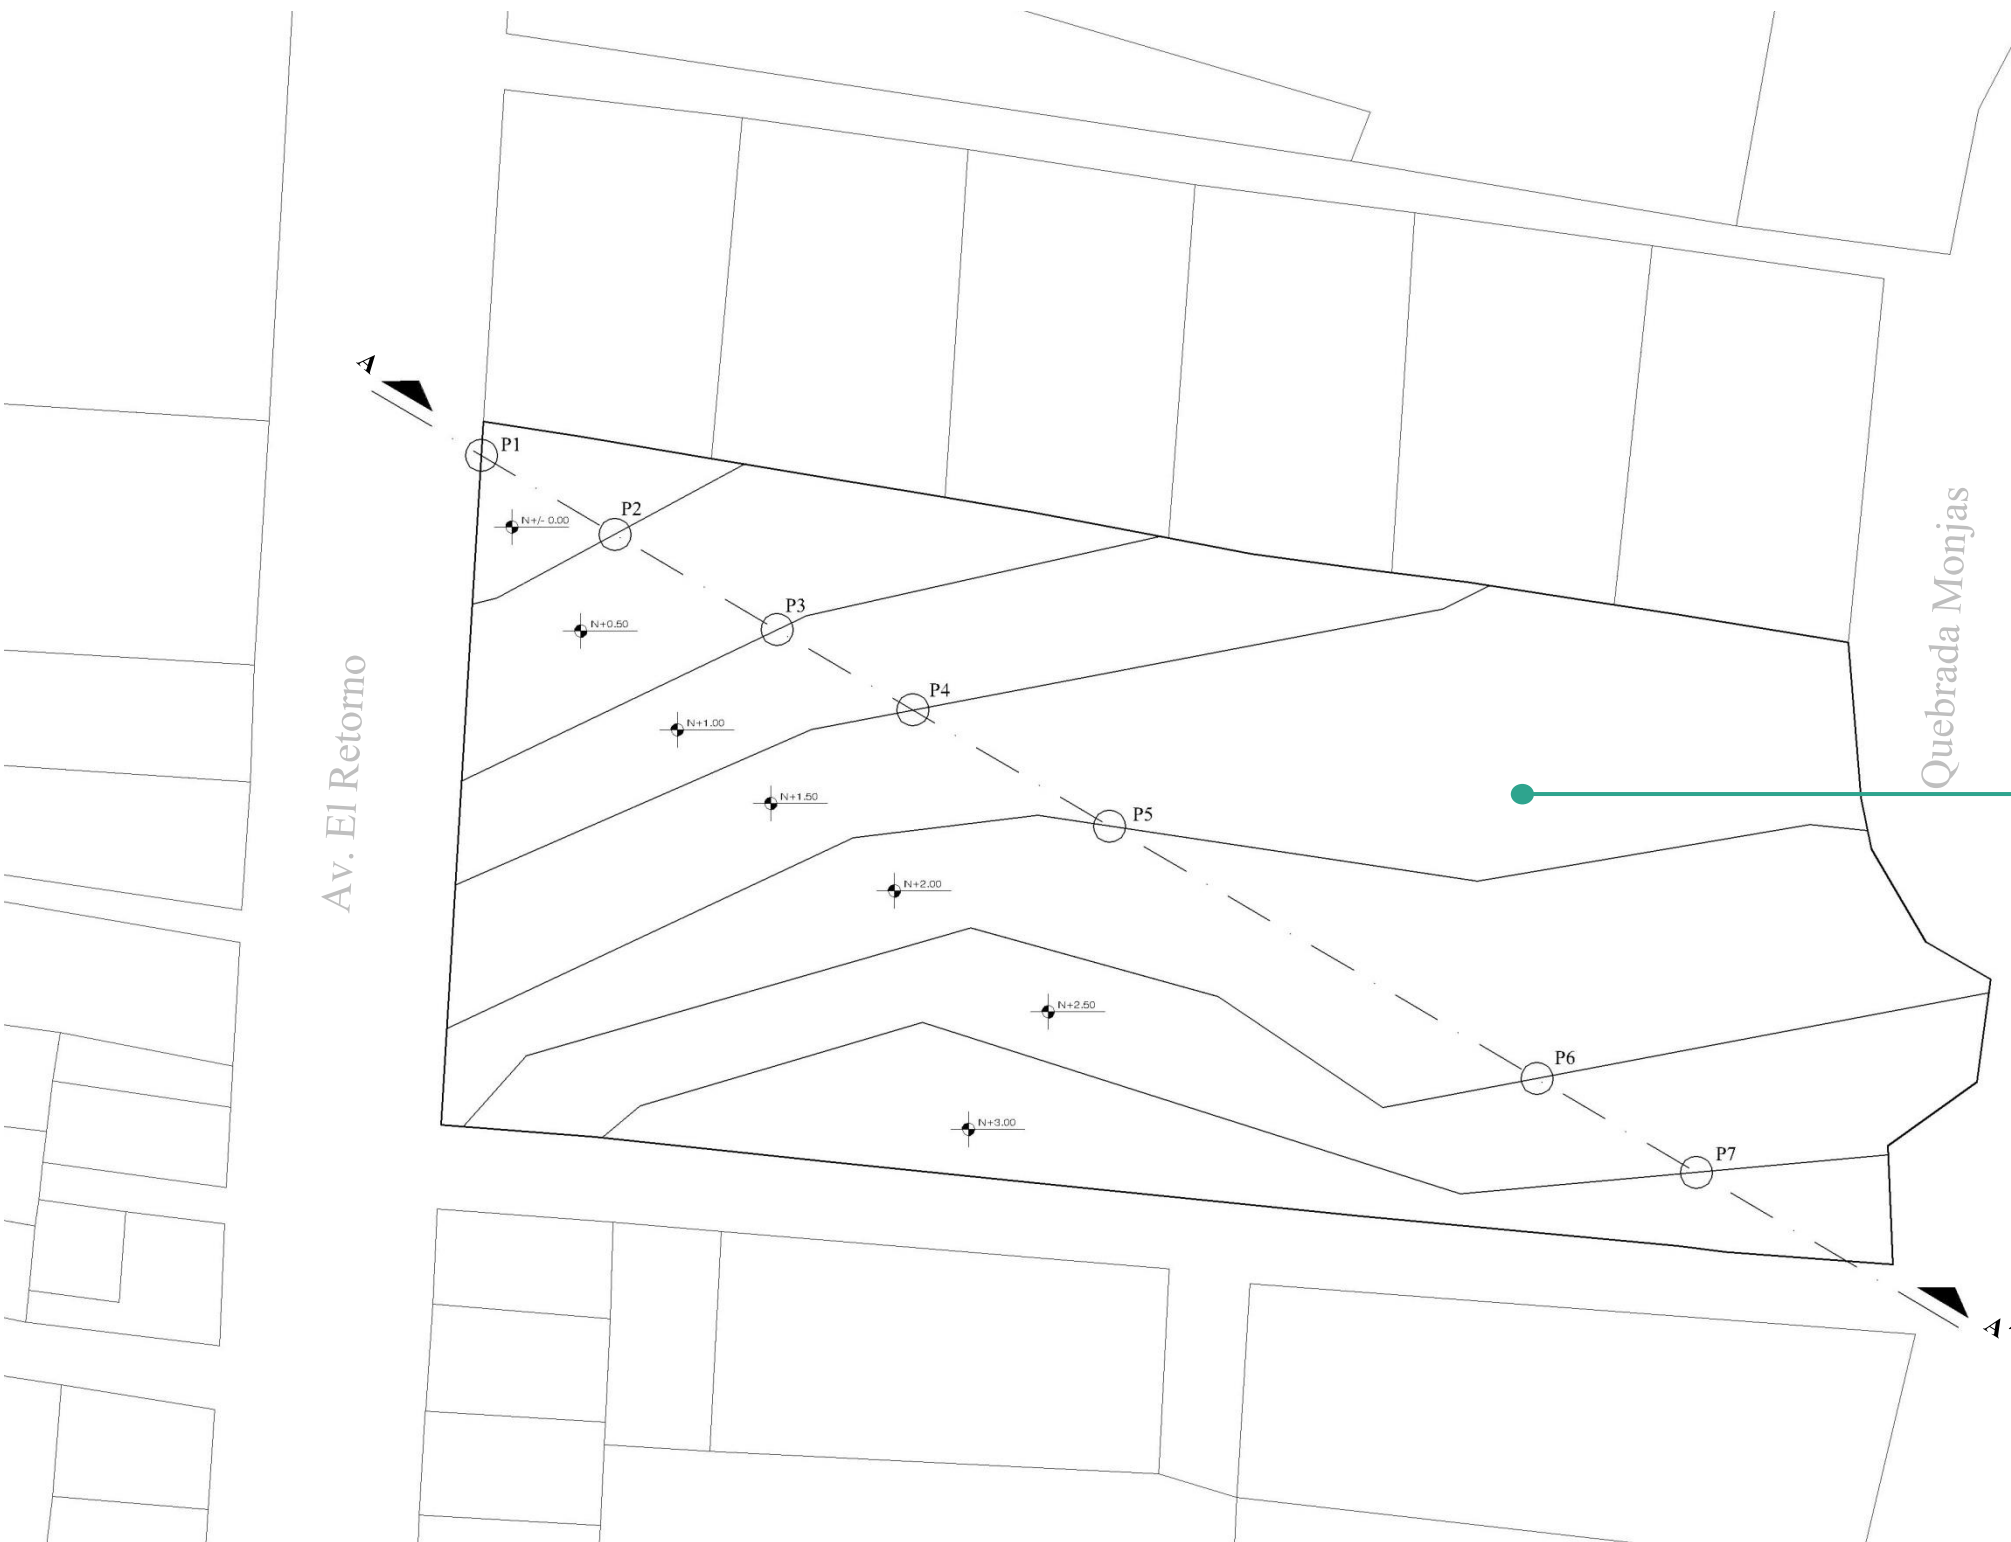 A
P1
P2
N+/- 0.00
P3
N+0.50
P4
N+1.00
Quebrada Monjas
Av. El Retorno
N+1.50
P5
N+2.00
N+2.50
P6
N+3.00
P7
A